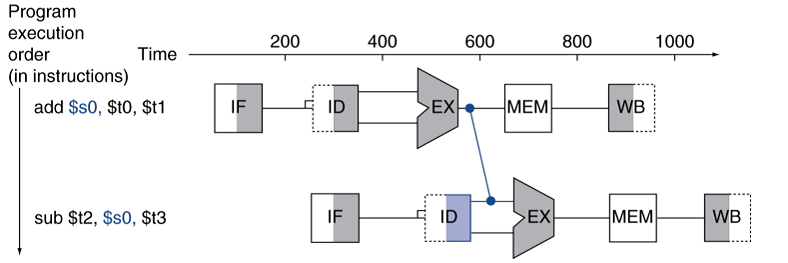 Program
execution
order
(in instructions)
Time
200 400 600 800 1000
add $s0, $t0, $t1
IF ID EX MEM WB
sub $t2, $s0, $t3
IF ID EX MEM WB